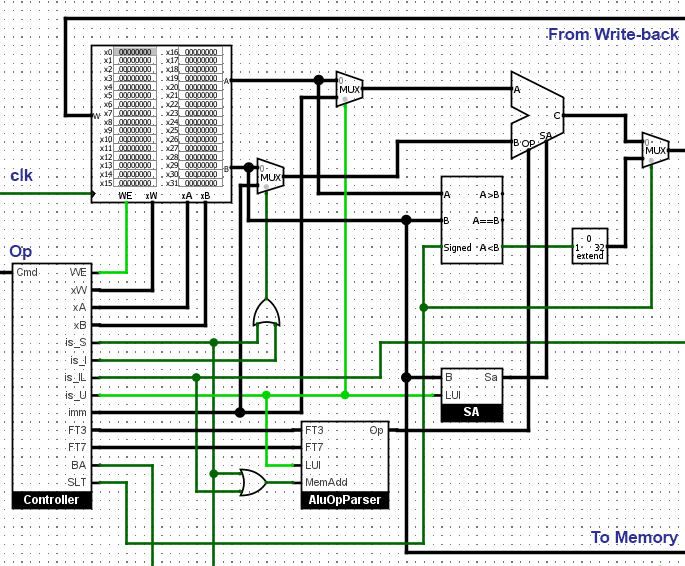 From Write-back
x0 00000000 x16 00000000
x1 00000000 x17 00000000
x2 00000000 x18 00000000
x3 00000000 x19 00000000
x4 00000000 x20 00000000
x5 00000000 x21 00000000
x6 00000000 x22 00000000
x7 00000000 x23 00000000
x8 00000000 x24 00000000
x9 00000000 x25 00000000
x10 00000000 x26 00000000
x11 00000000 x27 00000000
x12 00000000 x28 00000000
x13 00000000 x29 00000000
x14 00000000 x30 00000000
x15 00000000 x31 00000000
W
A
B
WE xW xA xB
0
MUX
0
MUX
A
B
OP
SA
C
0
MUX
clk
A A>B
B A==B
Signed A<B
0
1 32
extend
Op
Cmd WE
xW
xA
xB
is_S
is_I
is_IL
is_U
imm
FT3
FT7
BA
SLT
Controller
B Sa
LUI
SA
FT3 Op
FT7
LUI
MemAdd
AluOpParser
To Memory